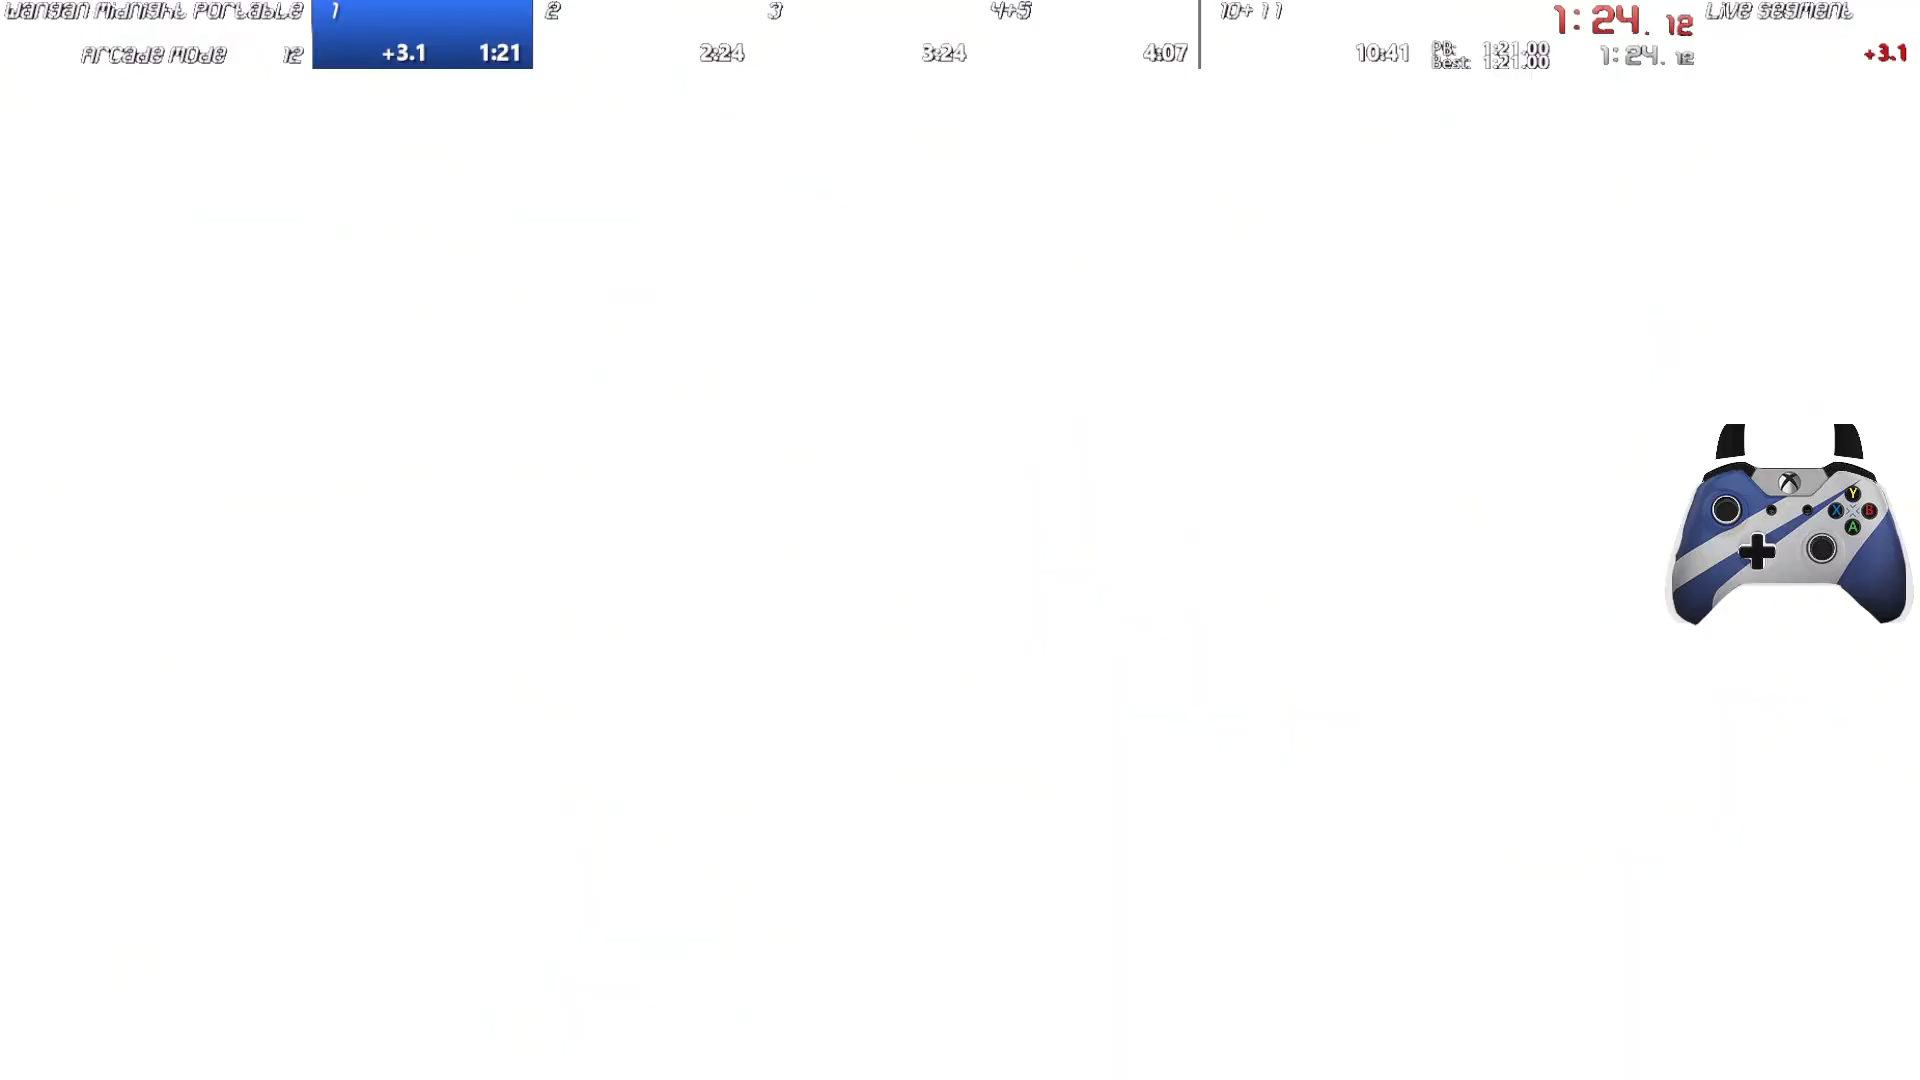 Wangan Midnight Portable
Arcade Mode 12
1
+3.1 1:21
2
2:24
3
3:24
4+5
4:07
10+11
10:41
PB: 1:21.00
Best: 1:21.00
1:24.12
1:24.12
Live Segment
+3.1
Y
X B
A